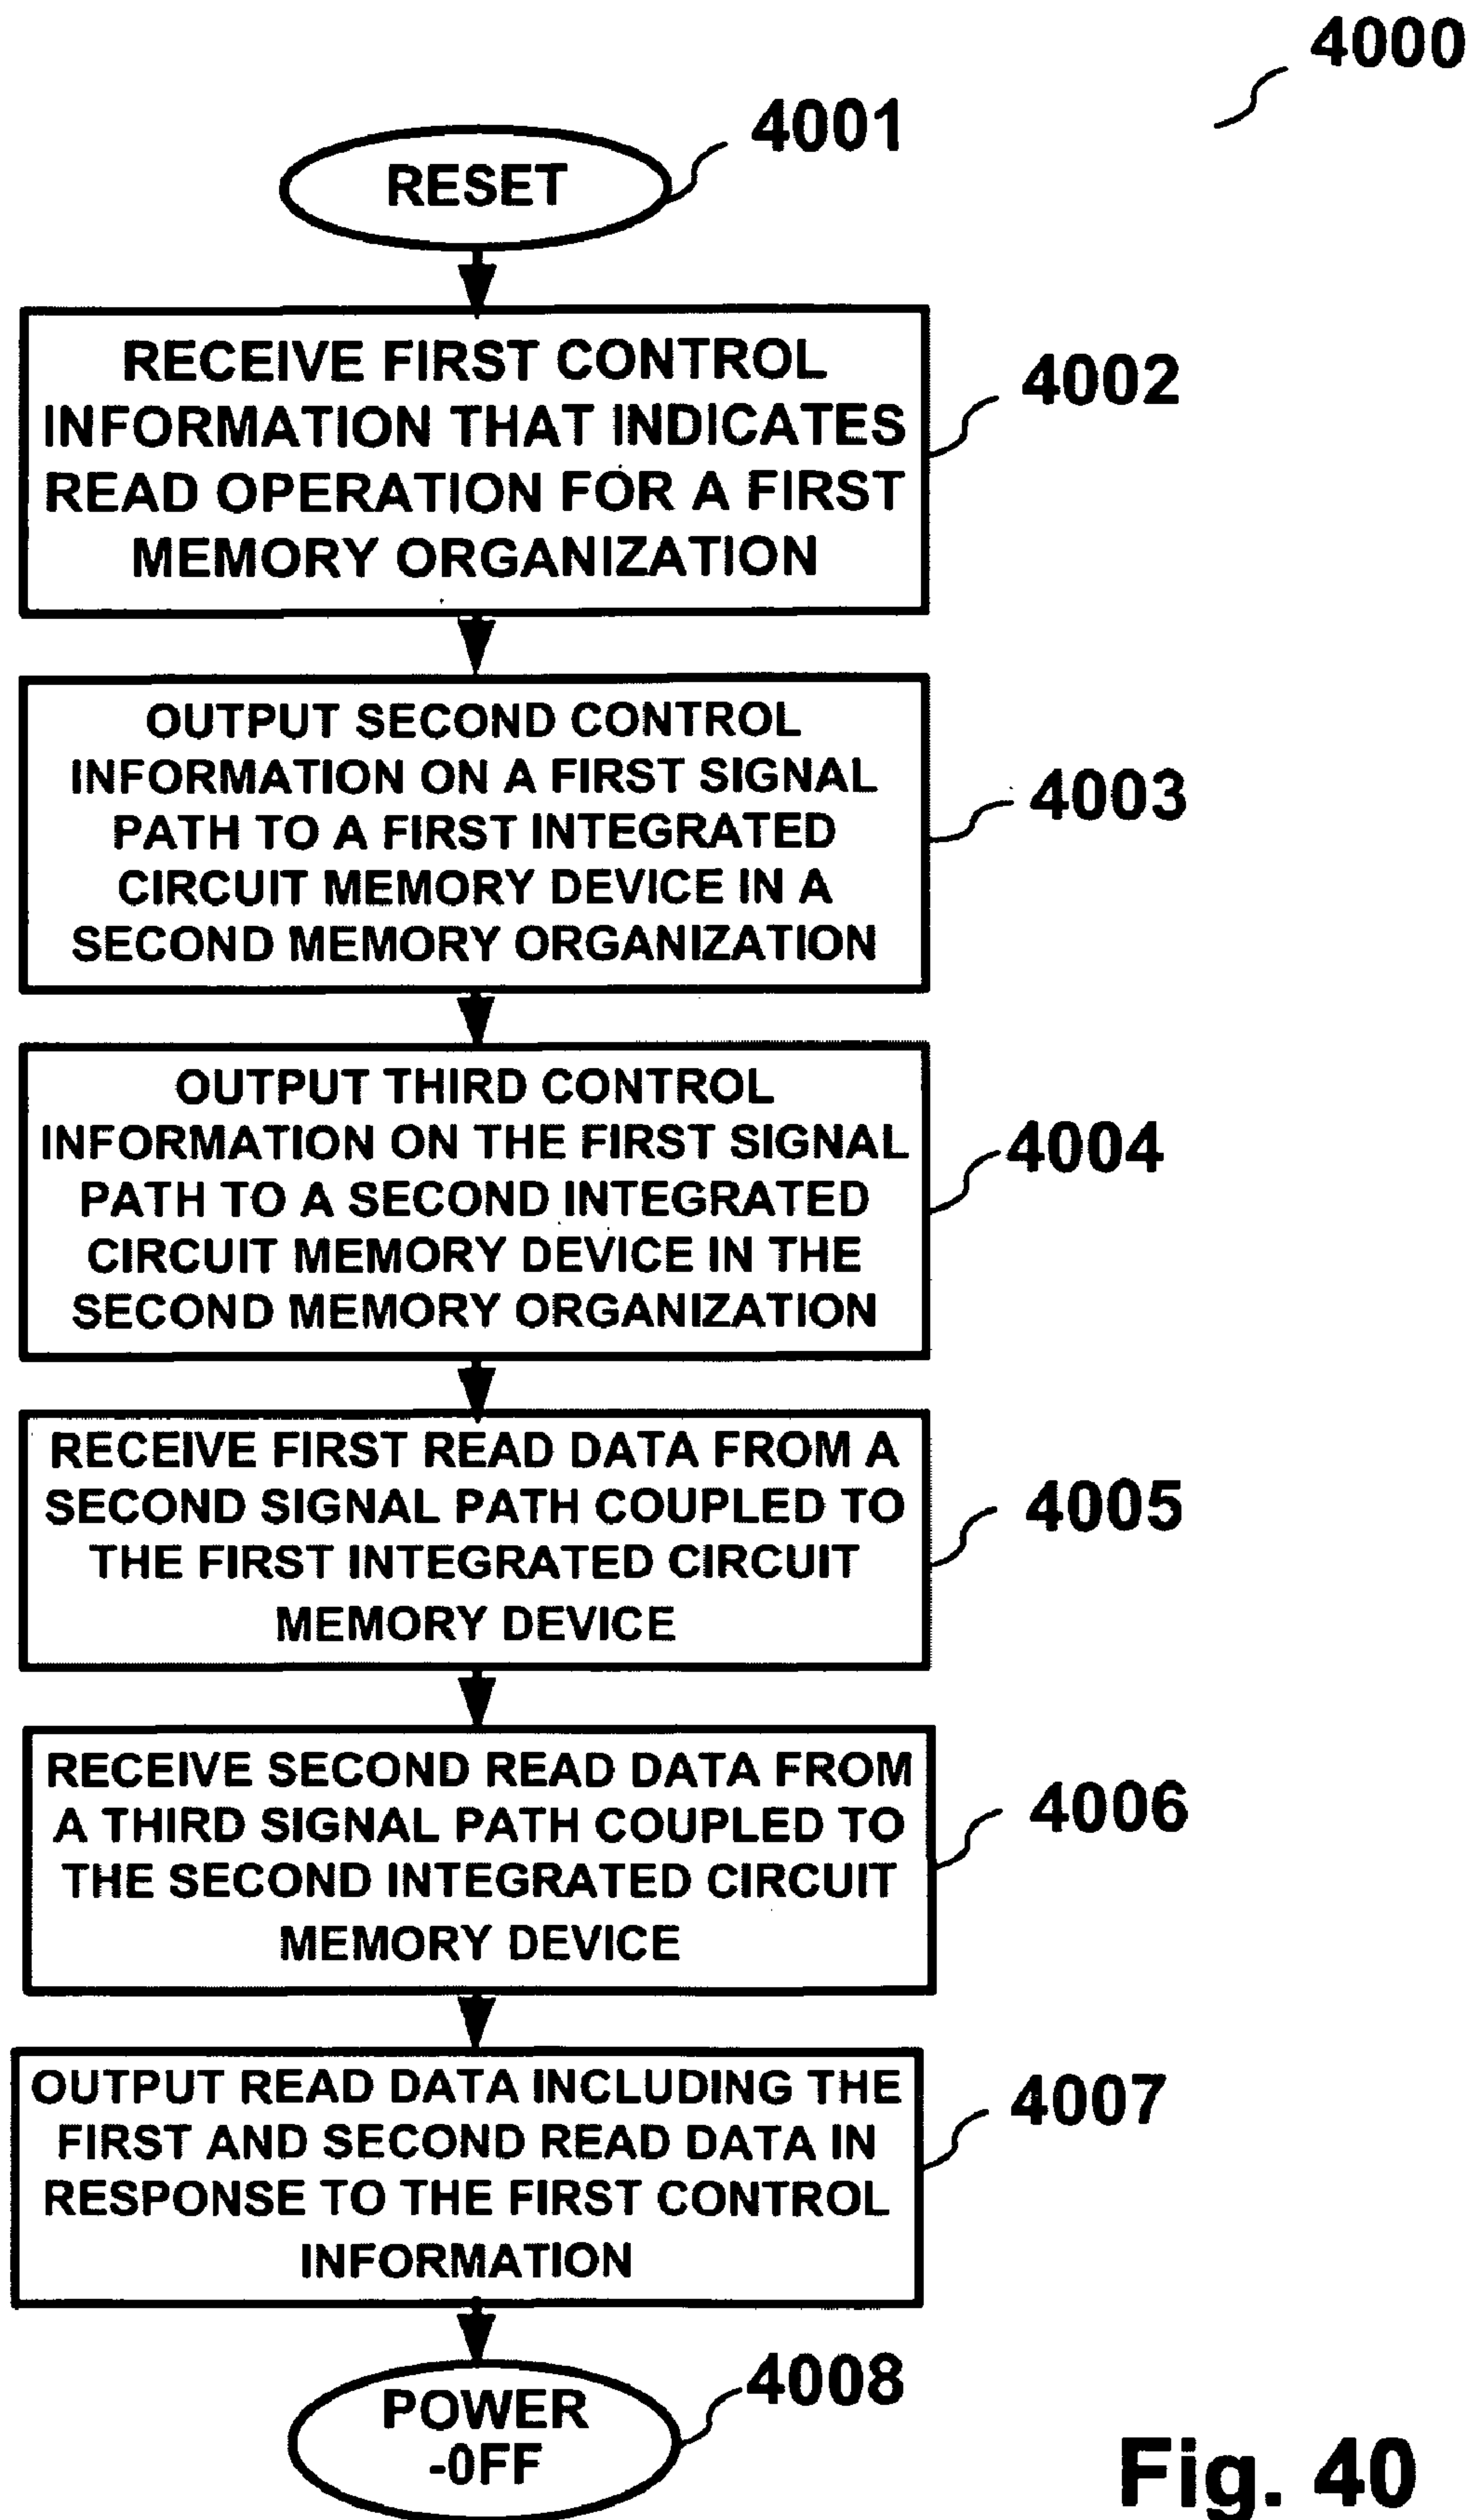 4000
4001
RESET
RECEIVE FIRST CONTROL
INFORMATION THAT INDICATES
READ OPERATION FOR A FIRST
MEMORY ORGANIZATION
4002
OUTPUT SECOND CONTROL
INFORMATION ON A FIRST SIGNAL
PATH TO A FIRST INTEGRATED
CIRCUIT MEMORY DEVICE IN A
SECOND MEMORY ORGANIZATION
4003
OUTPUT THIRD CONTROL
INFORMATION ON THE FIRST SIGNAL
PATH TO A SECOND INTEGRATED
CIRCUIT MEMORY DEVICE IN THE
SECOND MEMORY ORGANIZATION
4004
RECEIVE FIRST READ DATA FROM A
SECOND SIGNAL PATH COUPLED TO
THE FIRST INTEGRATED CIRCUIT
MEMORY DEVICE
4005
RECEIVE SECOND READ DATA FROM
A THIRD SIGNAL PATH COUPLED TO
THE SECOND INTEGRATED CIRCUIT
MEMORY DEVICE
4006
OUTPUT READ DATA INCLUDING THE
FIRST AND SECOND READ DATA IN
RESPONSE TO THE FIRST CONTROL
INFORMATION
4007
POWER
-OFF
4008
Fig. 40